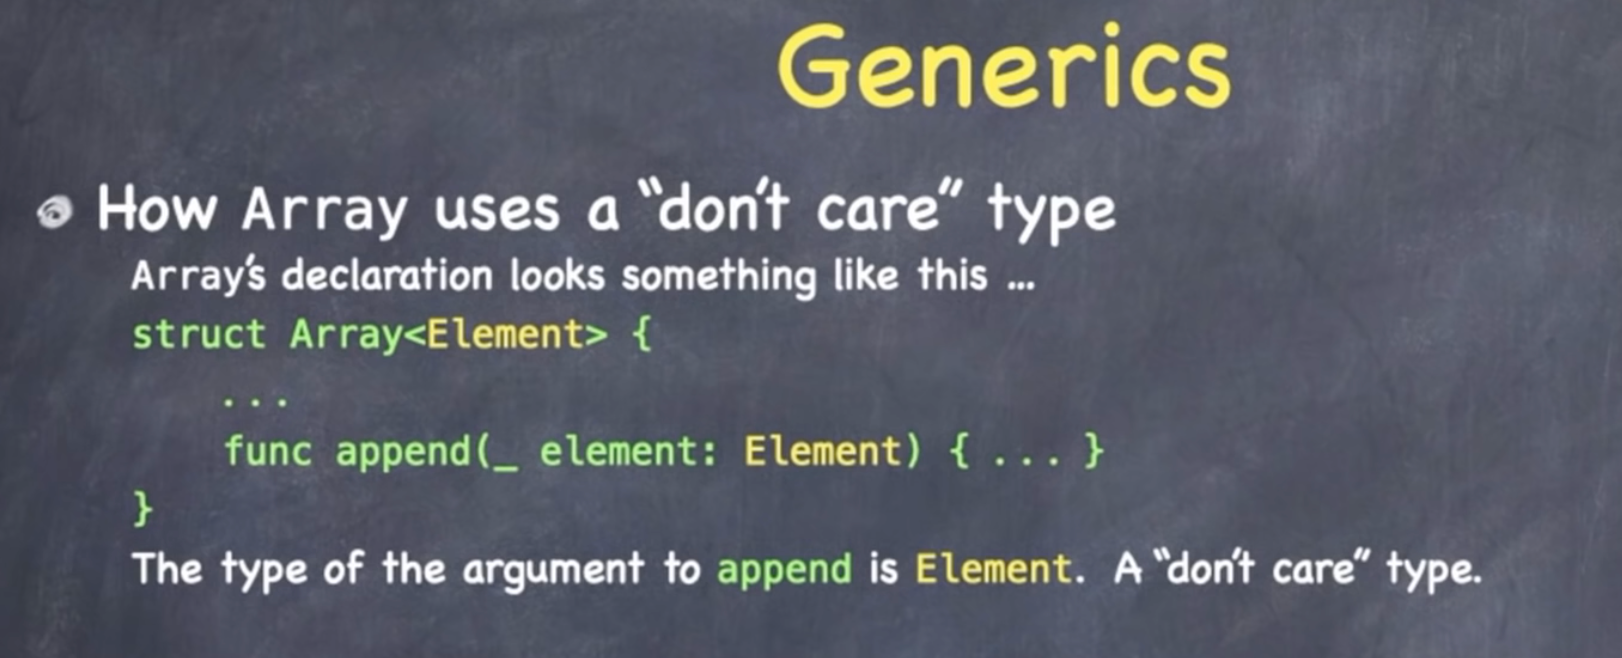 Generics
How Array uses a “don’t care” type
Array’s declaration looks something like this ...
struct Array<Element> {
...
func append(_ element: Element) { ... }
}
The type of the argument to append is Element. A “don’t care” type.